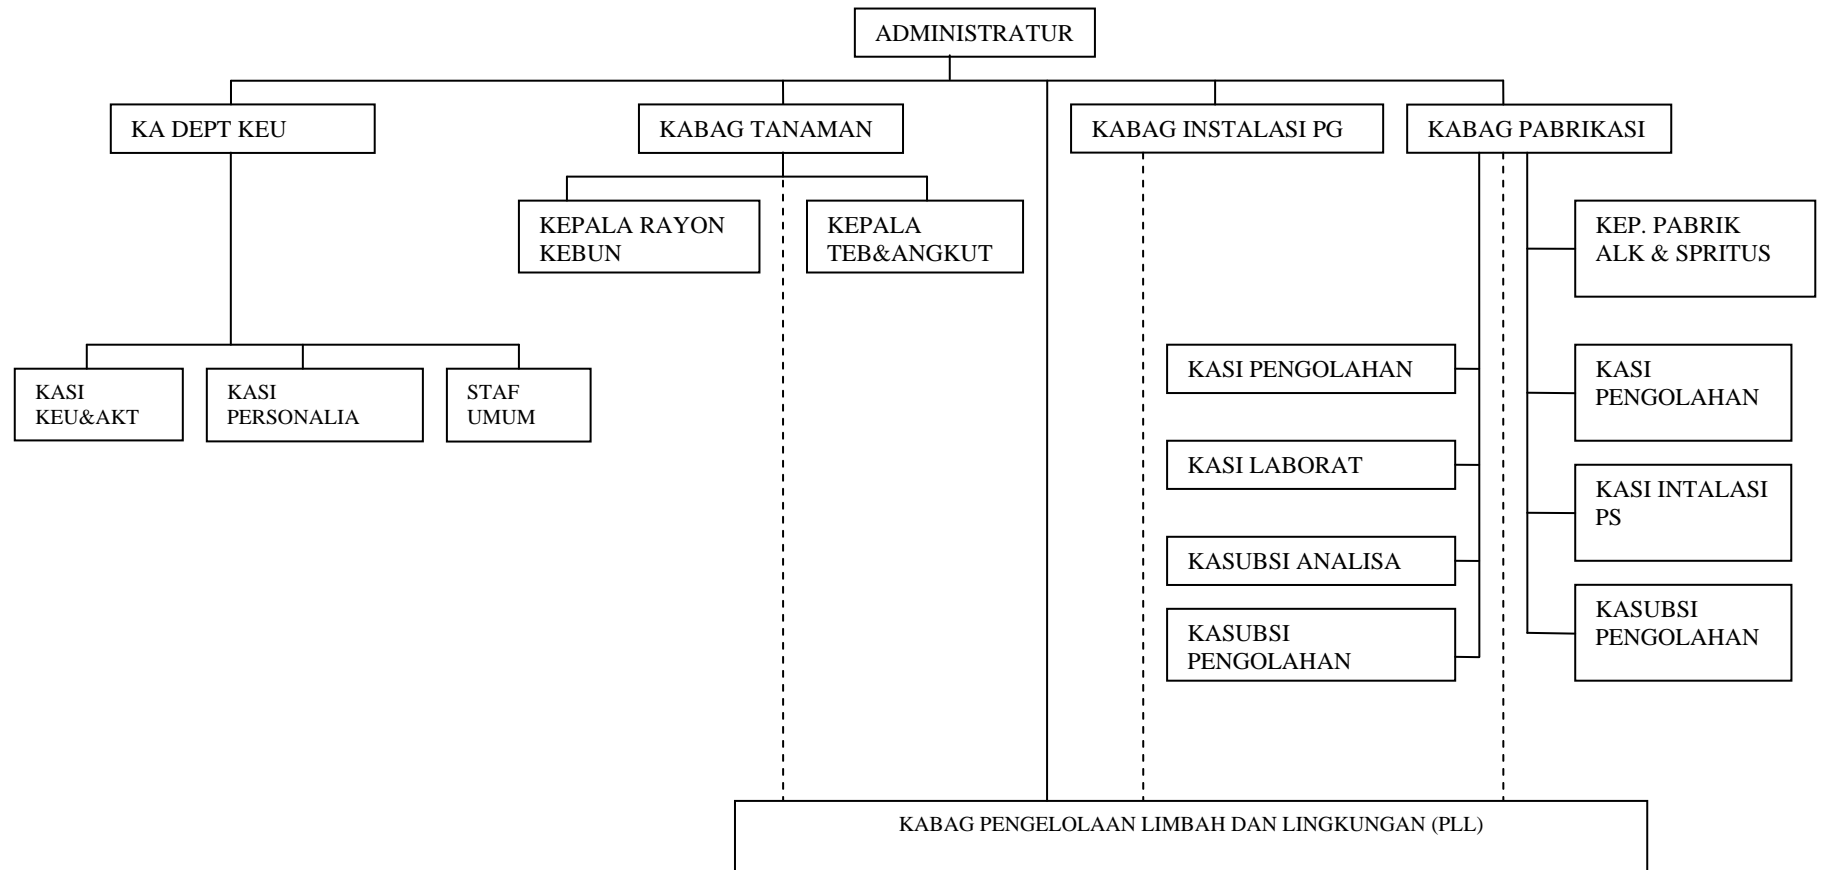 ADMINISTRATUR
KA DEPT KEU
KABAG TANAMAN
KABAG INSTALASI PG
KABAG PABRIKASI
KEPALA RAYON
KEBUN
KEPALA
TEB&ANGKUT
KEP. PABRIK
ALK & SPRITUS
KASI
KEU&AKT
KASI
PERSONALIA
STAF
UMUM
KASI PENGOLAHAN
KASI
PENGOLAHAN
KASI LABORAT
KASI INTALASI
PS
KASUBSI ANALISA
KASUBSI
PENGOLAHAN
KASUBSI
PENGOLAHAN
KABAG PENGELOLAAN LIMBAH DAN LINGKUNGAN (PLL)